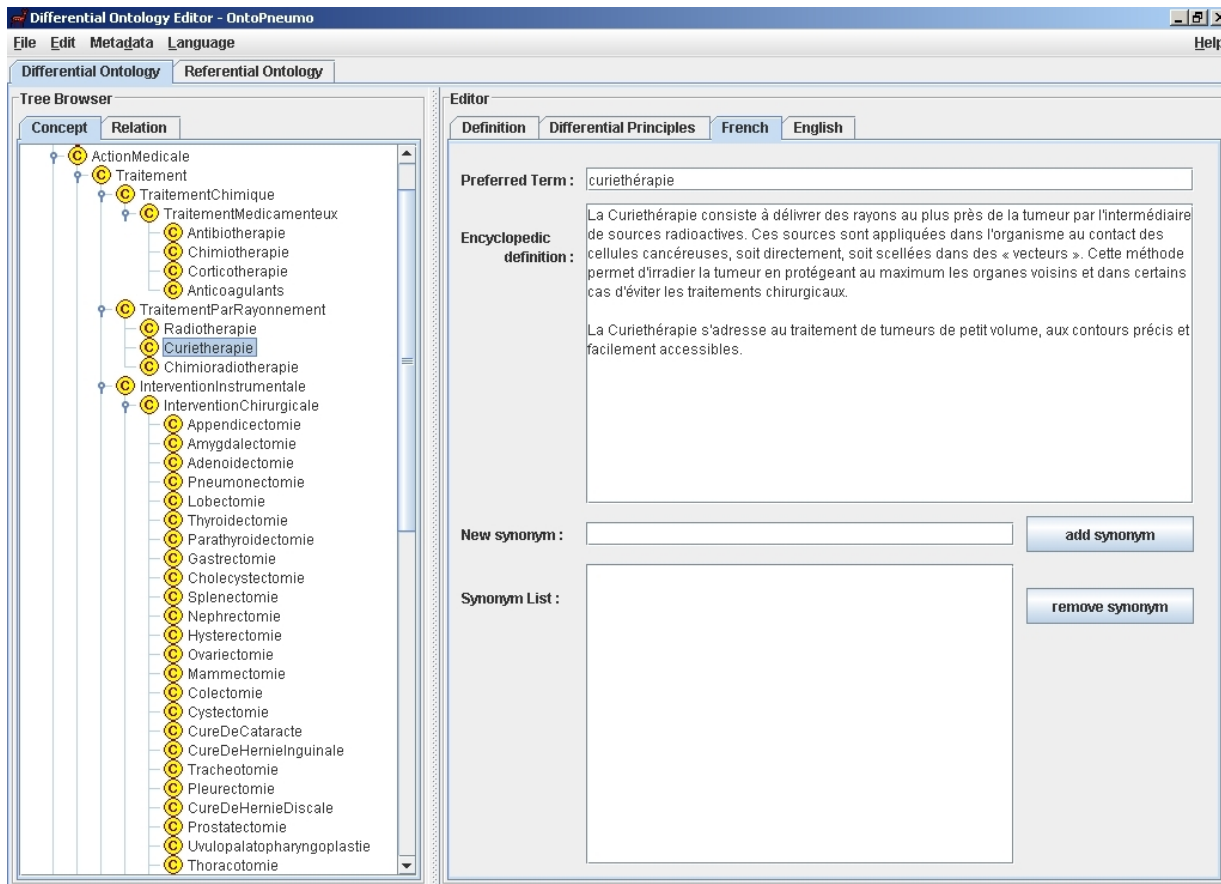 Differential Ontology Editor - OntoPneumo
File Edit Metadata Language Help
Differential Ontology Referential Ontology
Tree Browser
Concept Relation
C ActionMedicale
C Traitement
C TraitementChimique
C TraitementMedicamenteux
C Antibiotherapie
C Chimiotherapie
C Corticotherapie
C Anticoagulants
C TraitementParRayonnement
C Radiotherapie
C Curietherapie
C Chimioradiotherapie
C InterventionInstrumentale
C InterventionChirurgicale
C Appendicectomie
C Amygdalectomie
C Adenoidectomie
C Pneumonectomie
C Lobectomie
C Thyroidectomie
C Parathyroidectomie
C Gastrectomie
C Cholecystectomie
C Splenectomie
C Nephrectomie
C Hysterectomie
C Ovariectomie
C Mammectomie
C Colectomie
C Cystectomie
C CureDeCataracte
C CureDeHernieInguinale
C Tracheotomie
C Pleurectomie
C CureDeHernieDiscale
C Prostatectomie
C Uvulopalatopharyngoplastie
C Thoracotomie
Editor
Definition Differential Principles French English
Preferred Term : curiethérapie
Encyclopedic definition :
La Curiethérapie consiste à délivrer des rayons au plus près de la tumeur par l'intermédiaire
de sources radioactives. Ces sources sont appliquées dans l'organisme au contact des
cellules cancéreuses, soit directement, soit scellées dans des « vecteurs ». Cette méthode
permet d'irradier la tumeur en protégeant au maximum les organes voisins et dans certains
cas d'éviter les traitements chirurgicaux.
La Curiethérapie s'adresse au traitement de tumeurs de petit volume, aux contours précis et
facilement accessibles.
New synonym : add synonym
Synonym List : remove synonym